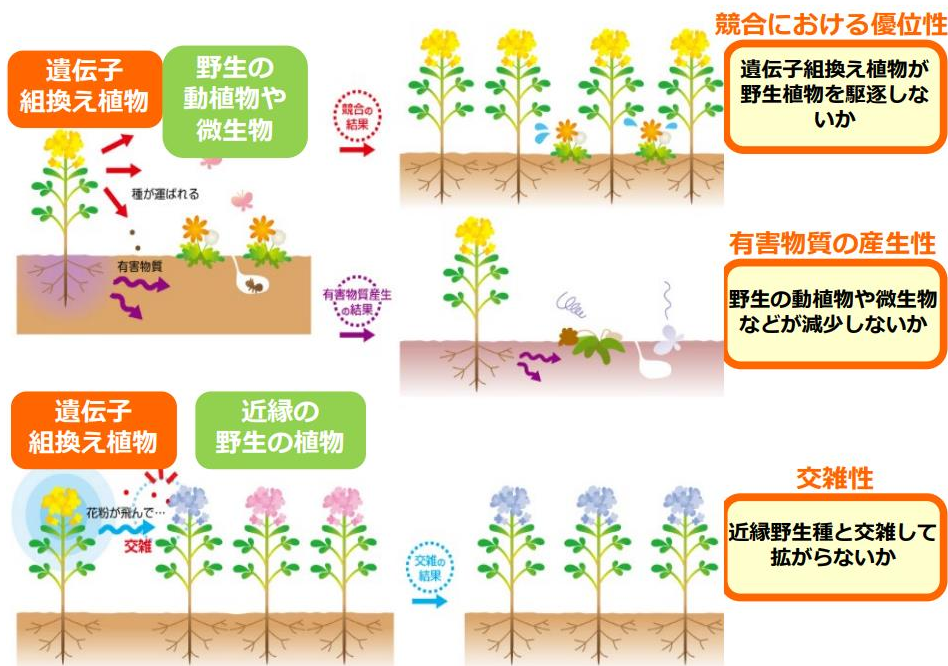 競合における優位性
遺伝子
組換え植物
野生の
動植物や
微生物
競合の
結果
遺伝子組換え植物が
野生植物を駆逐しな
いか
種が運ばれる
有害物質
有害物質産生
の結果
有害物質の産生性
野生の動植物や微生物
などが減少しないか
遺伝子
組換え植物
近縁の
野生の植物
花粉が飛んで…
交雑
交雑の
結果
交雑性
近縁野生種と交雑して
拡がらないか